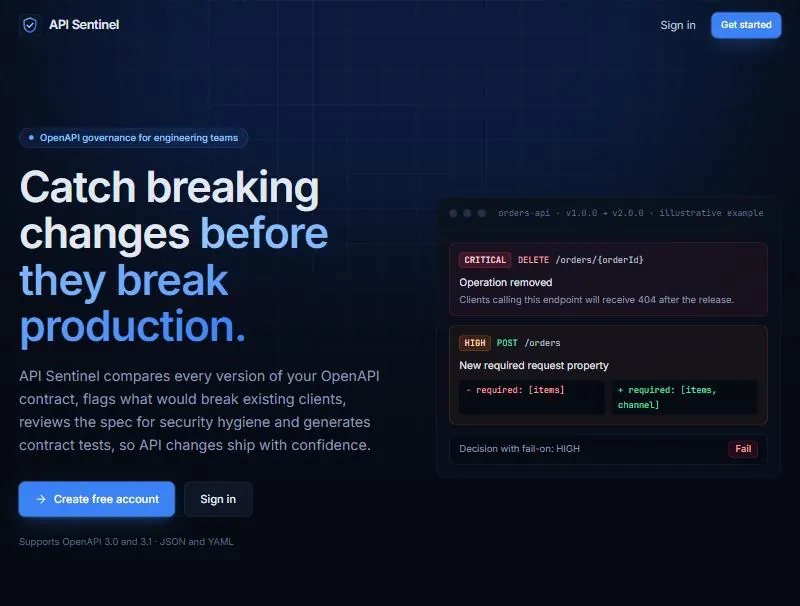 API Sentinel
Sign in
Get started
OpenAPI governance for engineering teams
Catch breaking
changes before
they break
production.
API Sentinel compares every version of your OpenAPI
contract, flags what would break existing clients,
reviews the spec for security hygiene and generates
contract tests, so API changes ship with confidence.
→ Create free account
Sign in
Supports OpenAPI 3.0 and 3.1 · JSON and YAML
orders-api · v1.0.0 → v2.0.0 · illustrative example
CRITICAL DELETE /orders/{orderId}
Operation removed
Clients calling this endpoint will receive 404 after the release.
HIGH POST /orders
New required request property
- required: [items]
+ required: [items,
channel]
Decision with fail-on: HIGH
Fail